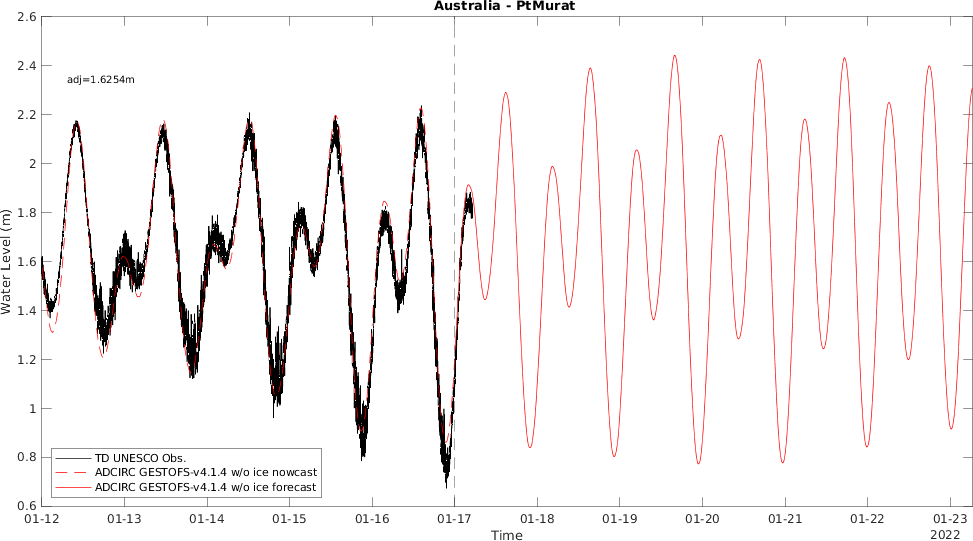 Australia - PtMurat
2.6
2.4
adj=1.6254m
2.2
2
1.8
1.6
1.4
1.2
1
0.8
0.6
Water Level (m)
TD UNESCO Obs.
ADCIRC GESTOFS-v4.1.4 w/o ice nowcast
ADCIRC GESTOFS-v4.1.4 w/o ice forecast
01-12 01-13 01-14 01-15 01-16 01-17 01-18 01-19 01-20 01-21 01-22 01-23
2022
Time